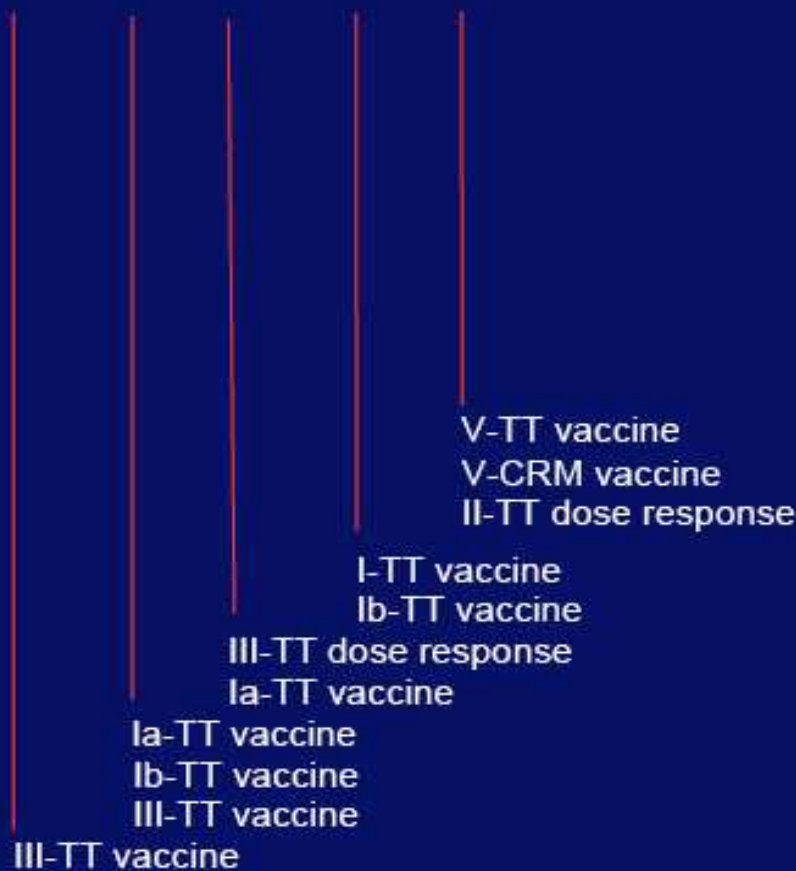 V-TT vaccine
V-CRM vaccine
II-TT dose response
I-TT vaccine
Ib-TT vaccine
III-TT dose response
Ia-TT vaccine
Ia-TT vaccine
Ib-TT vaccine
III-TT vaccine
III-TT vaccine